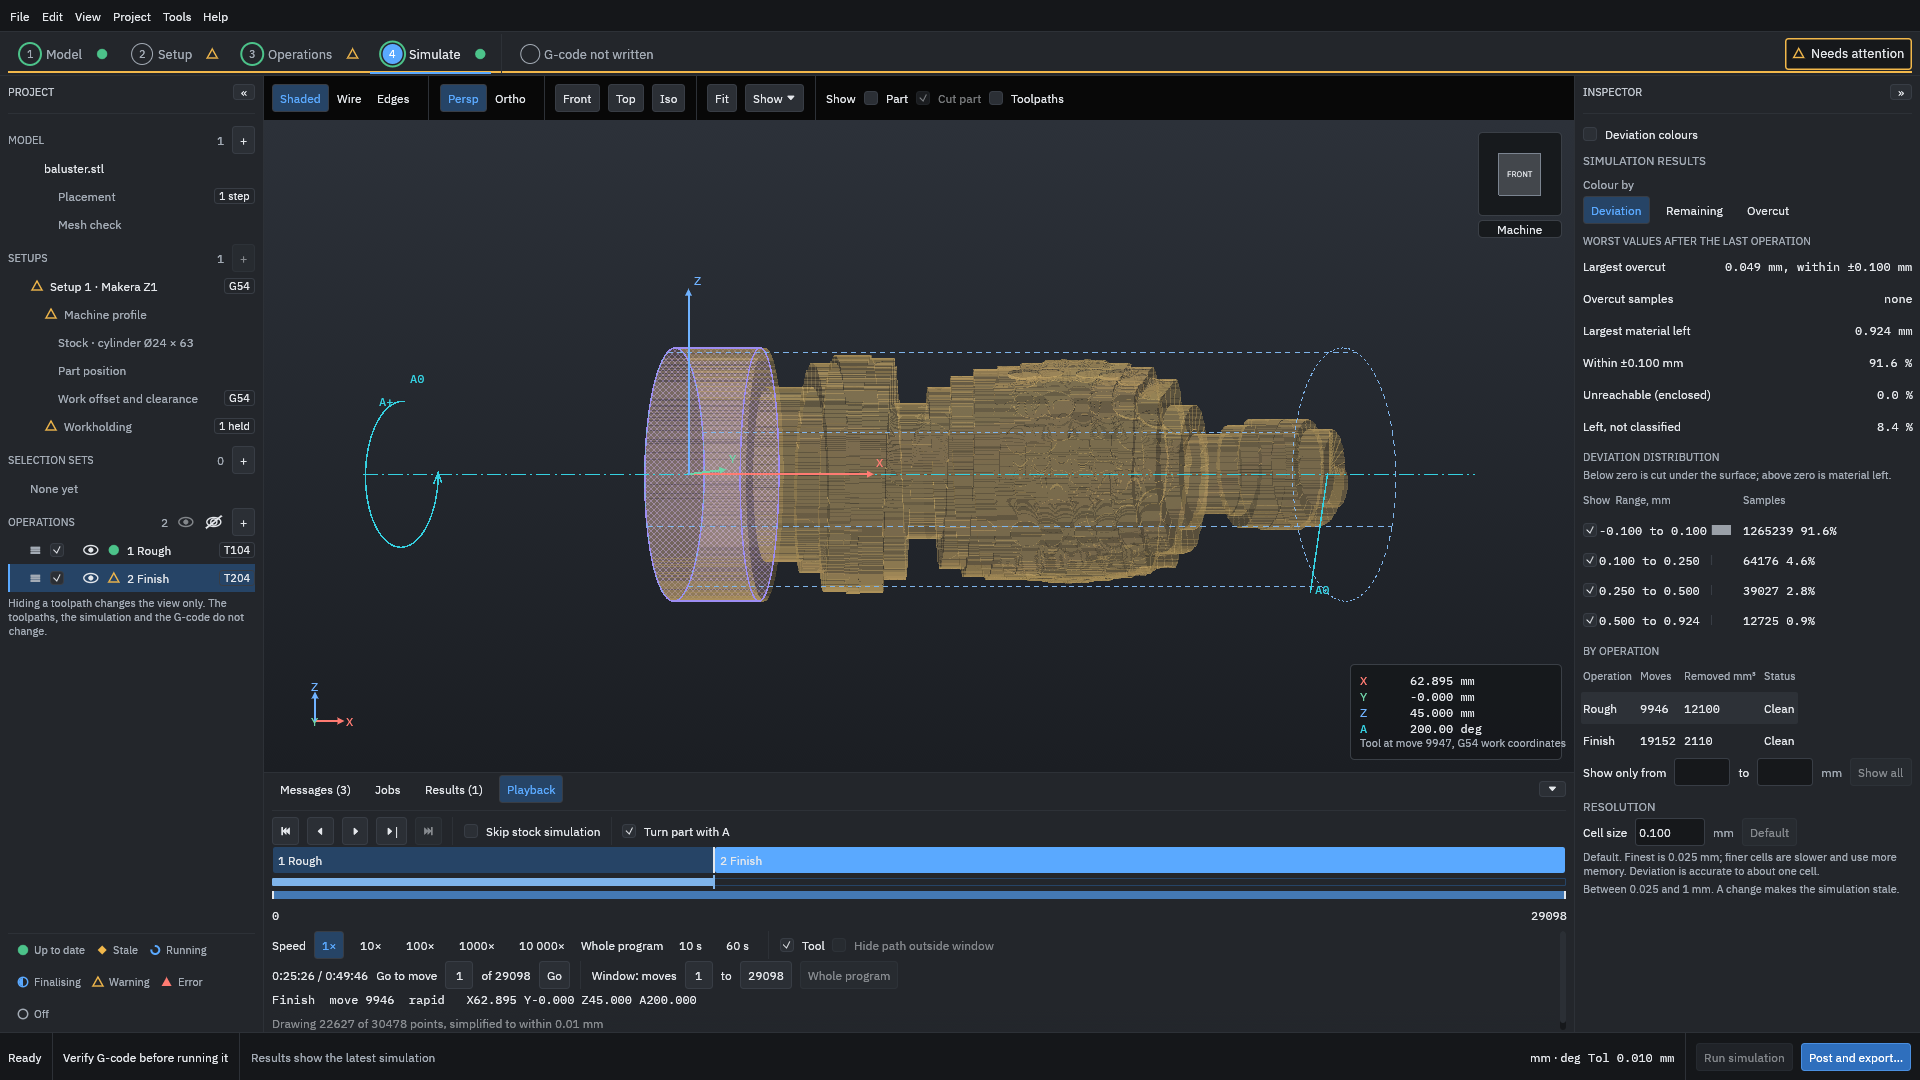 File Edit View Project Tools Help
1 Model 2 Setup 3 Operations 4 Simulate G-code not written Needs attention
PROJECT «
MODEL 1 +
baluster.stl
Placement 1 step
Mesh check
SETUPS 1 +
Setup 1 · Makera Z1 G54
Machine profile
Stock · cylinder Ø24 × 63
Part position
Work offset and clearance G54
Workholding 1 held
SELECTION SETS 0 +
None yet
OPERATIONS 2 +
1 Rough T104
2 Finish T204
Hiding a toolpath changes the view only. The
toolpaths, the simulation and the G-code do not
change.
Up to date Stale Running
Finalising Warning Error
Off
Shaded Wire Edges Persp Ortho Front Top Iso Fit Show Show Part Cut part Toolpaths
FRONT
Machine
Z
A0
A+
Y
X
A
A0
Z
Y X
X 62.895 mm
Y -0.000 mm
Z 45.000 mm
A 200.00 deg
Tool at move 9947, G54 work coordinates
Messages (3) Jobs Results (1) Playback
Skip stock simulation Turn part with A
1 Rough 2 Finish
0 29098
Speed 1× 10× 100× 1000× 10 000× Whole program 10 s 60 s Tool Hide path outside window
0:25:26 / 0:49:46 Go to move 1 of 29098 Go Window: moves 1 to 29098 Whole program
Finish move 9946 rapid X62.895 Y-0.000 Z45.000 A200.000
Drawing 22627 of 30478 points, simplified to within 0.01 mm
INSPECTOR »
Deviation colours
SIMULATION RESULTS
Colour by
Deviation Remaining Overcut
WORST VALUES AFTER THE LAST OPERATION
Largest overcut 0.049 mm, within ±0.100 mm
Overcut samples none
Largest material left 0.924 mm
Within ±0.100 mm 91.6 %
Unreachable (enclosed) 0.0 %
Left, not classified 8.4 %
DEVIATION DISTRIBUTION
Below zero is cut under the surface; above zero is material left.
Show Range, mm Samples
-0.100 to 0.100 1265239 91.6%
0.100 to 0.250 64176 4.6%
0.250 to 0.500 39027 2.8%
0.500 to 0.924 12725 0.9%
BY OPERATION
Operation Moves Removed mm³ Status
Rough 9946 12100 Clean
Finish 19152 2110 Clean
Show only from to mm Show all
RESOLUTION
Cell size 0.100 mm Default
Default. Finest is 0.025 mm; finer cells are slower and use more
memory. Deviation is accurate to about one cell.
Between 0.025 and 1 mm. A change makes the simulation stale.
Ready Verify G-code before running it Results show the latest simulation mm · deg Tol 0.010 mm Run simulation Post and export...